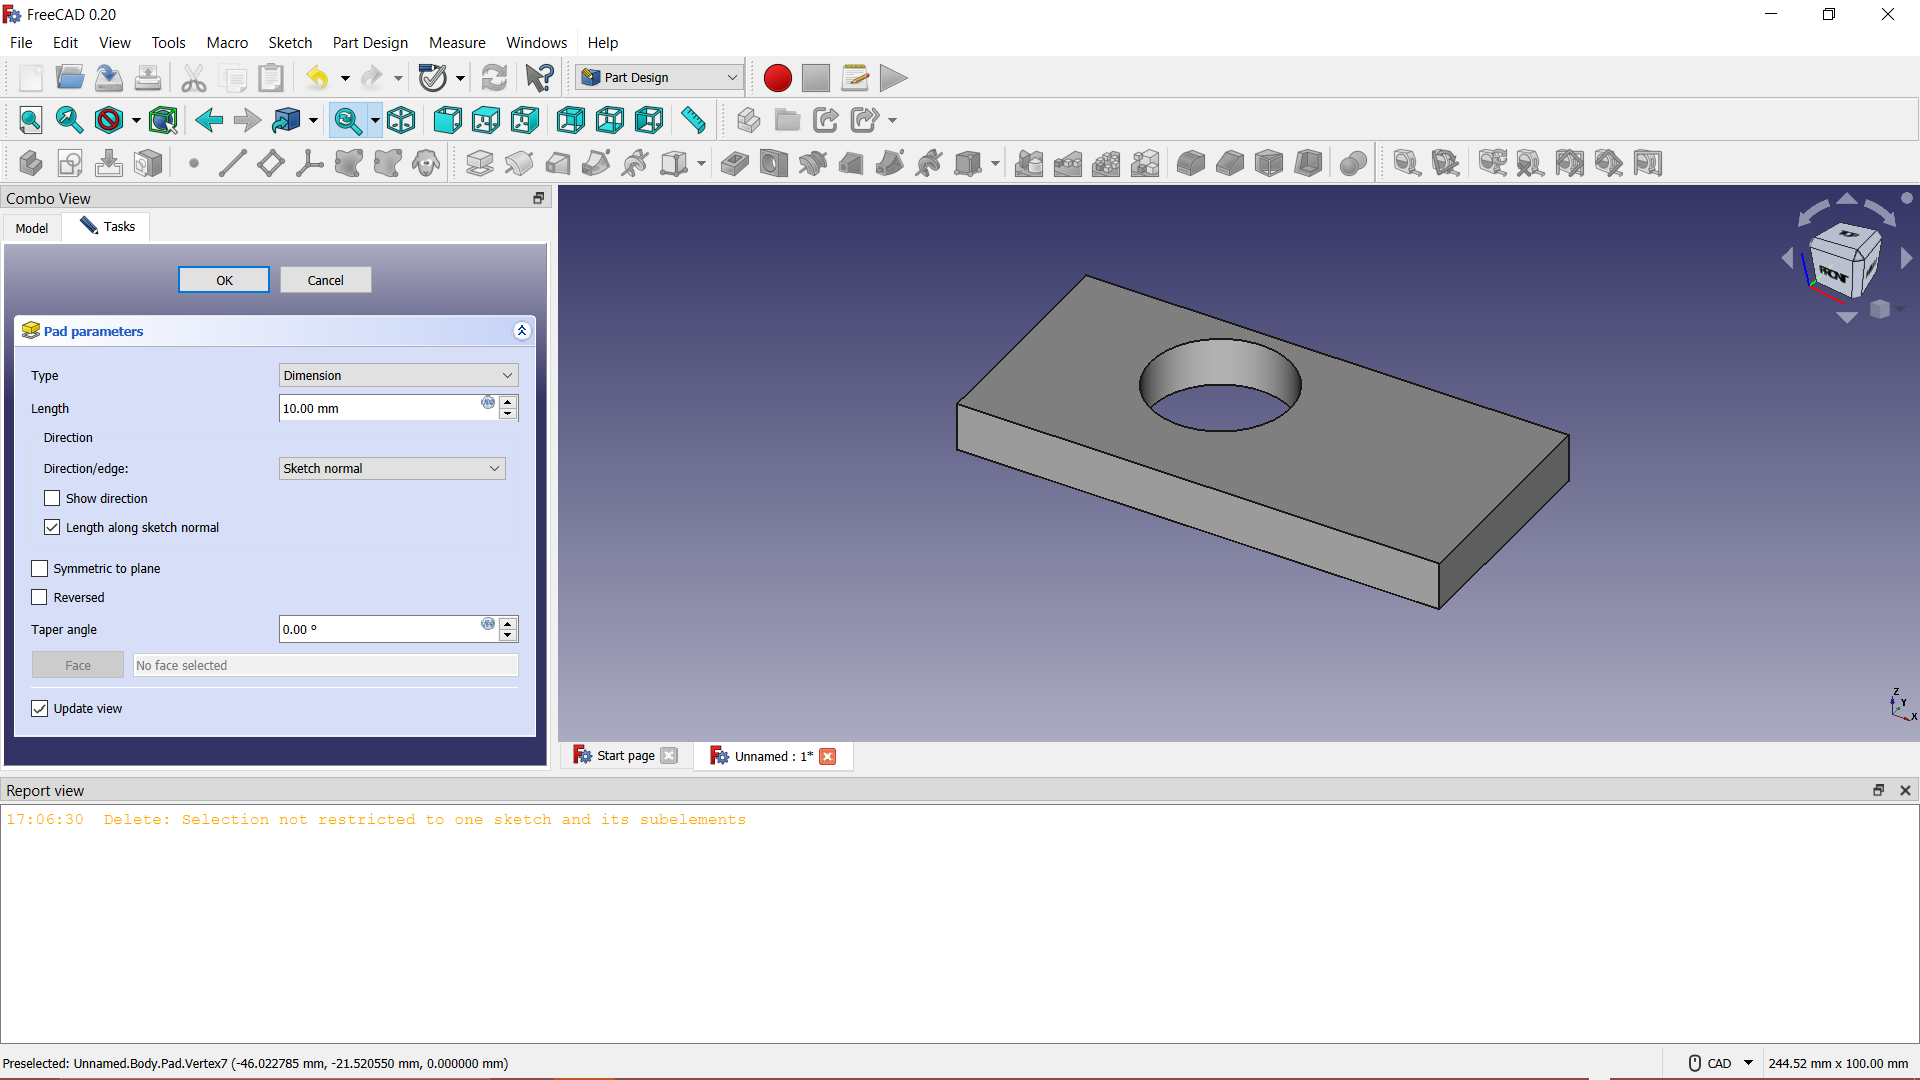 FreeCAD 0.20
File Edit View Tools Macro Sketch Part Design Measure Windows Help
Part Design
Combo View
Model Tasks
OK Cancel
Pad parameters
Type Dimension
Length 10.00 mm
Direction
Direction/edge: Sketch normal
Show direction
Length along sketch normal
Symmetric to plane
Reversed
Taper angle 0.00 °
Face No face selected
Update view
TOP
FRONT
Z
Y
X
Start page Unnamed : 1*
Report view
17:06:30 Delete: Selection not restricted to one sketch and its subelements
Preselected: Unnamed.Body.Pad.Vertex7 (-46.022785 mm, -21.520550 mm, 0.000000 mm) CAD 244.52 mm x 100.00 mm